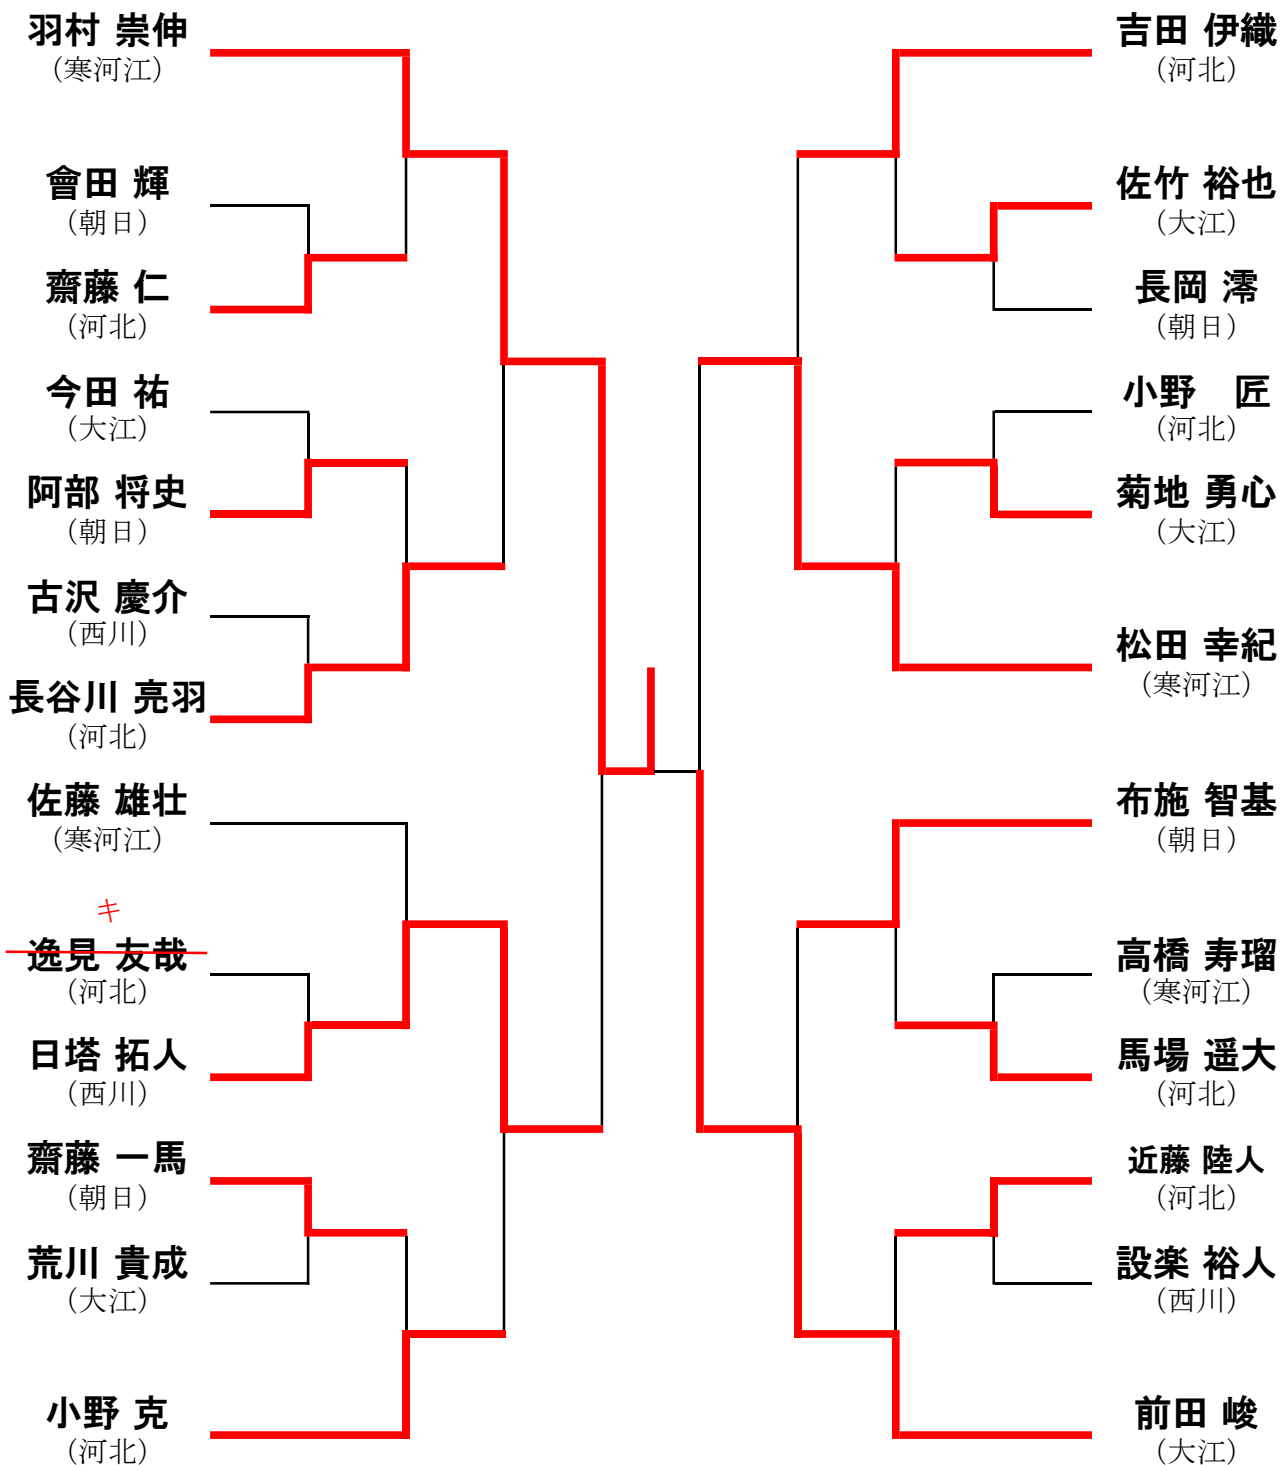 羽村 崇伸
（寒河江）
會田 輝
（朝日）
齋藤 仁
（河北）
今田 祐
（大江）
阿部 将史
（朝日）
古沢 慶介
（西川）
長谷川 亮羽
（河北）
佐藤 雄壮
（寒河江）
キ
逸見 友哉
（河北）
日塔 拓人
（西川）
齋藤 一馬
（朝日）
荒川 貴成
（大江）
小野 克
（河北）
吉田 伊織
（河北）
佐竹 裕也
（大江）
長岡 澪
（朝日）
小野　匠
（河北）
菊地 勇心
（大江）
松田 幸紀
（寒河江）
布施 智基
（朝日）
高橋 寿瑠
（寒河江）
馬場 遥大
（河北）
近藤 陸人
（河北）
設楽 裕人
（西川）
前田 峻
（大江）